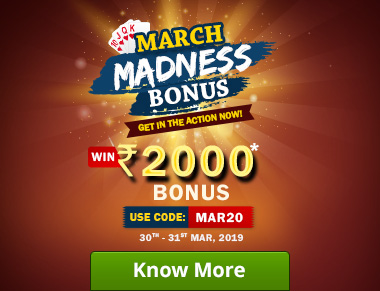 10 J Q K
MARCH
MADNESS
BONUS
GET IN THE ACTION NOW!
WIN ₹2000*
BONUS
USE CODE: MAR20
30TH - 31ST MAR, 2019
Know More